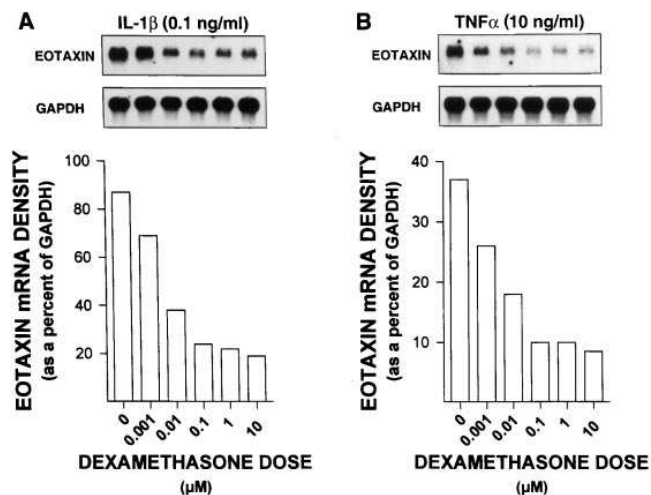 A
IL-1β (0.1 ng/ml)
EOTAXIN
GAPDH
EOTAXIN mRNA DENSITY
(as a percent of GAPDH)
100
80
60
40
20
0
0.001
0.01
0.1
1
10
DEXAMETHASONE DOSE
(μM)
B
TNFα (10 ng/ml)
EOTAXIN
GAPDH
EOTAXIN mRNA DENSITY
(as a percent of GAPDH)
40
30
20
10
0
0.001
0.01
0.1
1
10
DEXAMETHASONE DOSE
(μM)